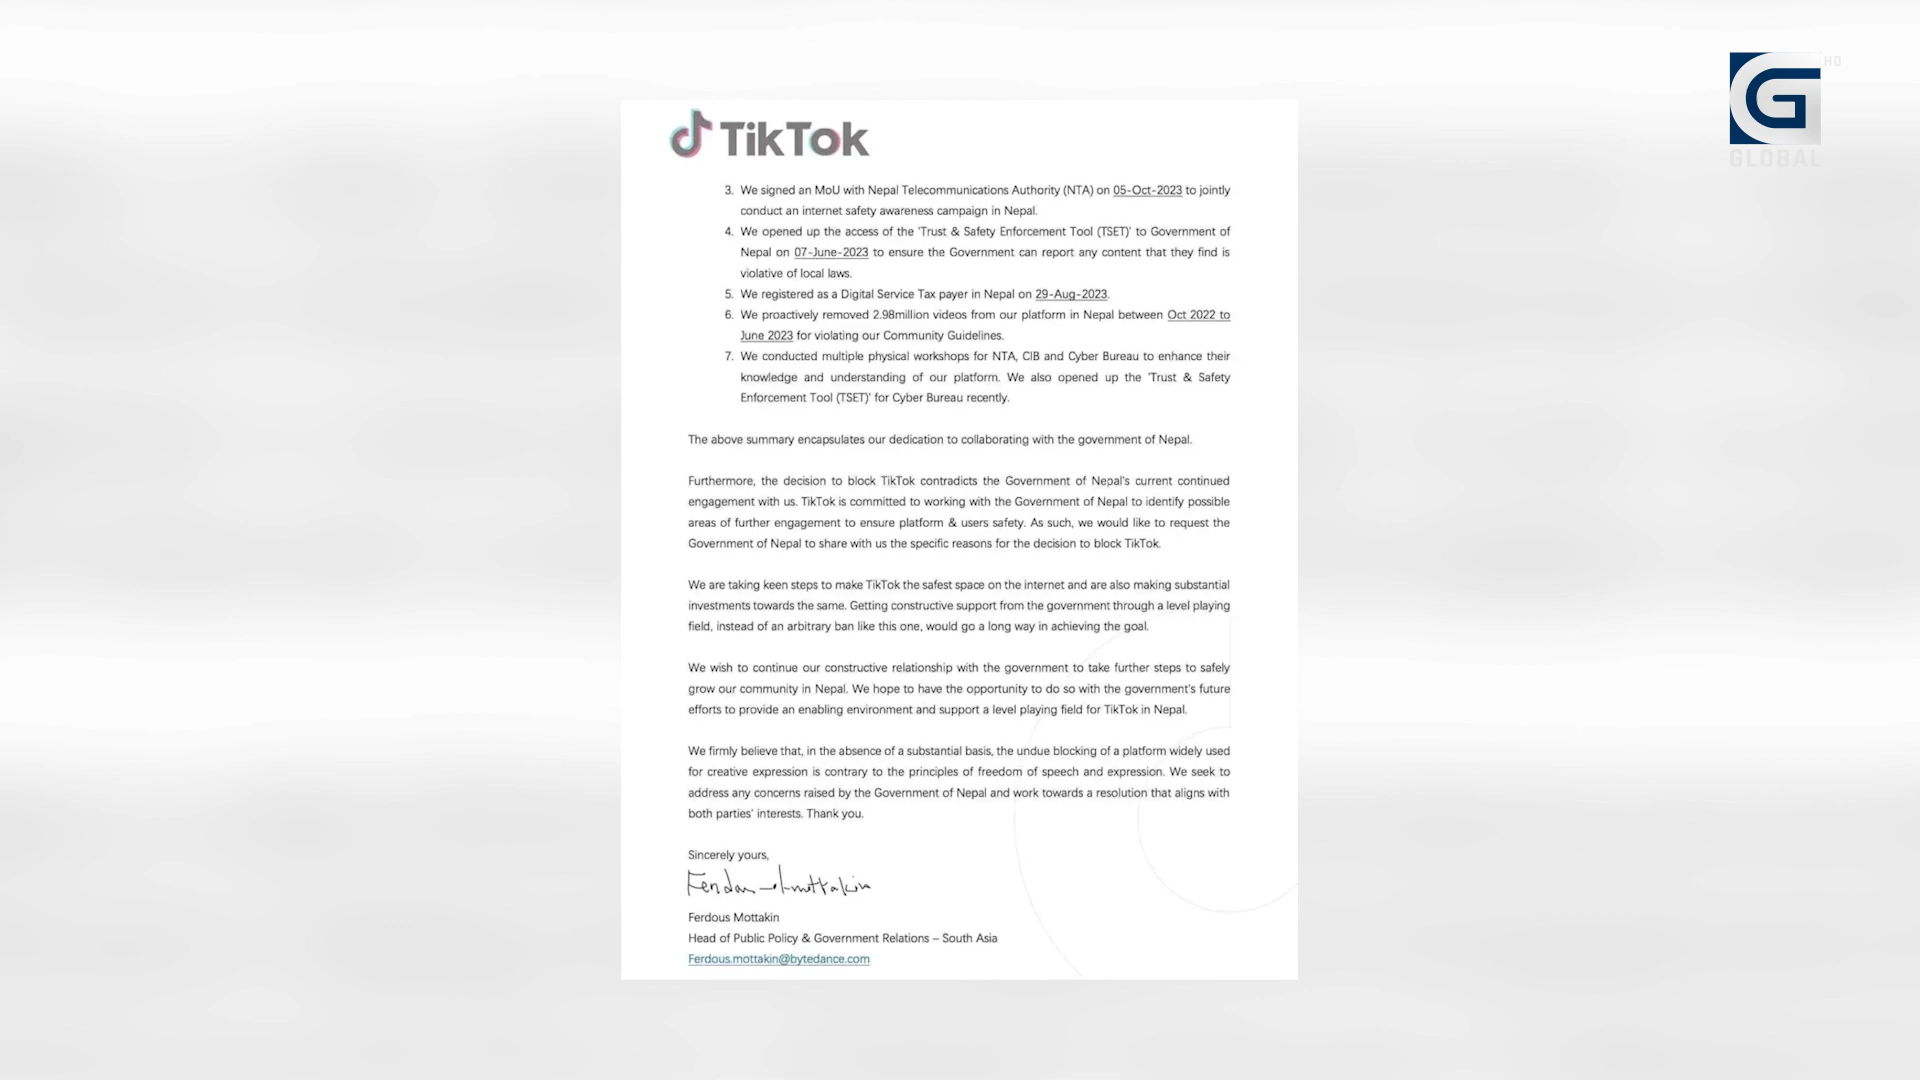 TikTok
3. We signed an MoU with Nepal Telecommunications Authority (NTA) on 05-Oct-2023 to jointly
conduct an internet safety awareness campaign in Nepal.
4. We opened up the access of the 'Trust & Safety Enforcement Tool (TSET)' to Government of
Nepal on 07-June-2023 to ensure the Government can report any content that they find is
violative of local laws.
5. We registered as a Digital Service Tax payer in Nepal on 29-Aug-2023.
6. We proactively removed 2.98million videos from our platform in Nepal between Oct 2022 to
June 2023 for violating our Community Guidelines.
7. We conducted multiple physical workshops for NTA, CIB and Cyber Bureau to enhance their
knowledge and understanding of our platform. We also opened up the 'Trust & Safety
Enforcement Tool (TSET)' for Cyber Bureau recently.
The above summary encapsulates our dedication to collaborating with the government of Nepal.
Furthermore, the decision to block TikTok contradicts the Government of Nepal's current continued
engagement with us. TikTok is committed to working with the Government of Nepal to identify possible
areas of further engagement to ensure platform & users safety. As such, we would like to request the
Government of Nepal to share with us the specific reasons for the decision to block TikTok.
We are taking keen steps to make TikTok the safest space on the internet and are also making substantial
investments towards the same. Getting constructive support from the government through a level playing
field, instead of an arbitrary ban like this one, would go a long way in achieving the goal.
We wish to continue our constructive relationship with the government to take further steps to safely
grow our community in Nepal. We hope to have the opportunity to do so with the government's future
efforts to provide an enabling environment and support a level playing field for TikTok in Nepal.
We firmly believe that, in the absence of a substantial basis, the undue blocking of a platform widely used
for creative expression is contrary to the principles of freedom of speech and expression. We seek to
address any concerns raised by the Government of Nepal and work towards a resolution that aligns with
both parties' interests. Thank you.
Sincerely yours,
Ferdous Mottakin
Head of Public Policy & Government Relations – South Asia
Ferdous.mottakin@bytedance.com
G
HD
GLOBAL